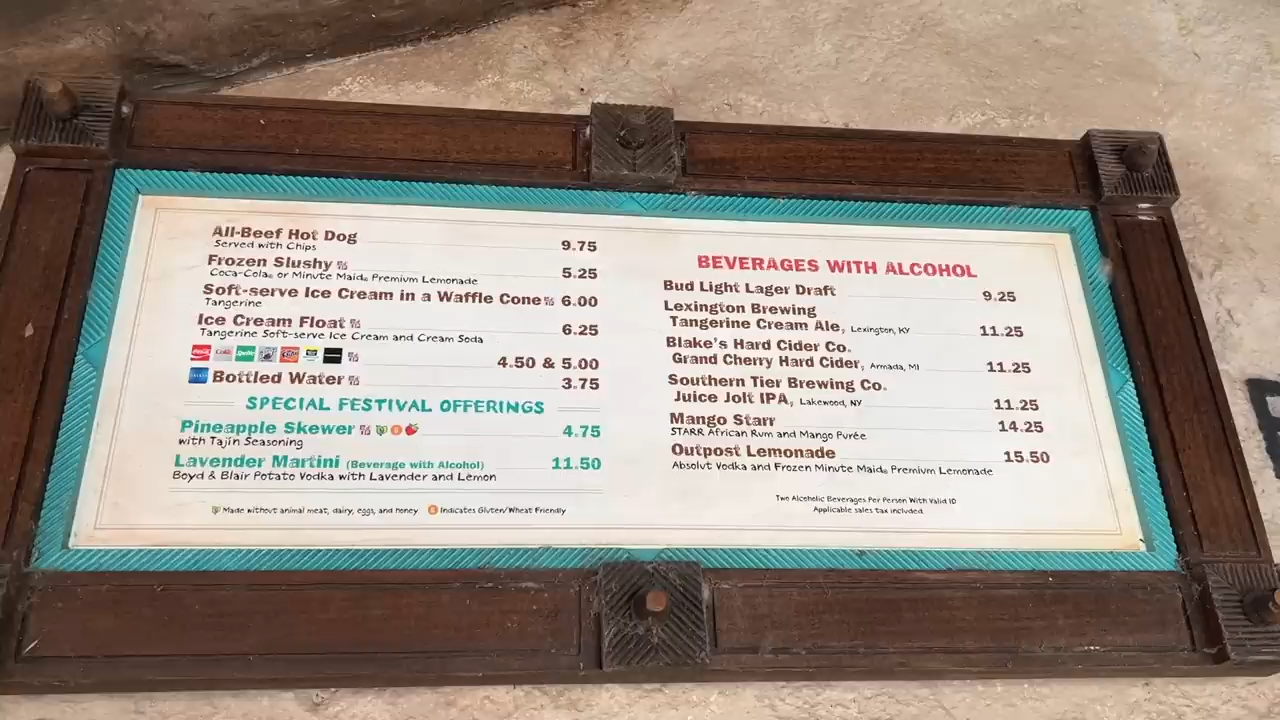 All-Beef Hot Dog 9.75
Served with Chips
Frozen Slushy 5.25
Coca-Cola® or Minute Maid® Premium Lemonade
Soft-serve Ice Cream in a Waffle Cone 6.00
Tangerine
Ice Cream Float 6.25
Tangerine Soft-serve Ice Cream and Cream Soda
4.50 & 5.00
Bottled Water 3.75
SPECIAL FESTIVAL OFFERINGS
Pineapple Skewer 4.75
with Tajín Seasoning
Lavender Martini (Beverage with Alcohol) 11.50
Boyd & Blair Potato Vodka with Lavender and Lemon
Made without animal meat, dairy, eggs, and honey Indicates Gluten/Wheat Friendly
BEVERAGES WITH ALCOHOL
Bud Light Lager Draft 9.25
Lexington Brewing
Tangerine Cream Ale, Lexington, KY 11.25
Blake's Hard Cider Co.
Grand Cherry Hard Cider, Armada, MI 11.25
Southern Tier Brewing Co.
Juice Jolt IPA, Lakewood, NY 11.25
Mango Starr 14.25
STARR African Rum and Mango Purée
Outpost Lemonade 15.50
Absolut Vodka and Frozen Minute Maid® Premium Lemonade
Two Alcoholic Beverages Per Person With Valid ID
Applicable sales tax included.